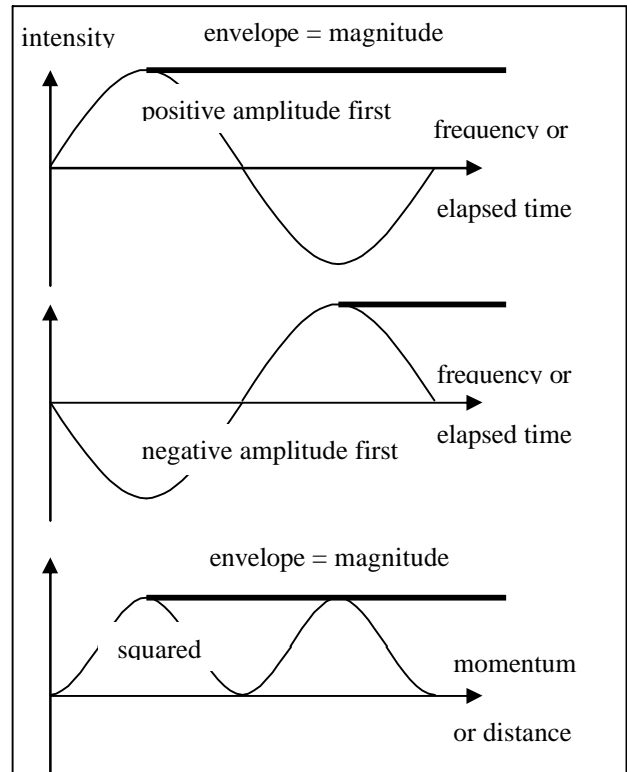 envelope = magnitude
intensity
positive amplitude first
frequency or
elapsed time
frequency or
elapsed time
negative amplitude first
envelope = magnitude
squared
momentum
or distance